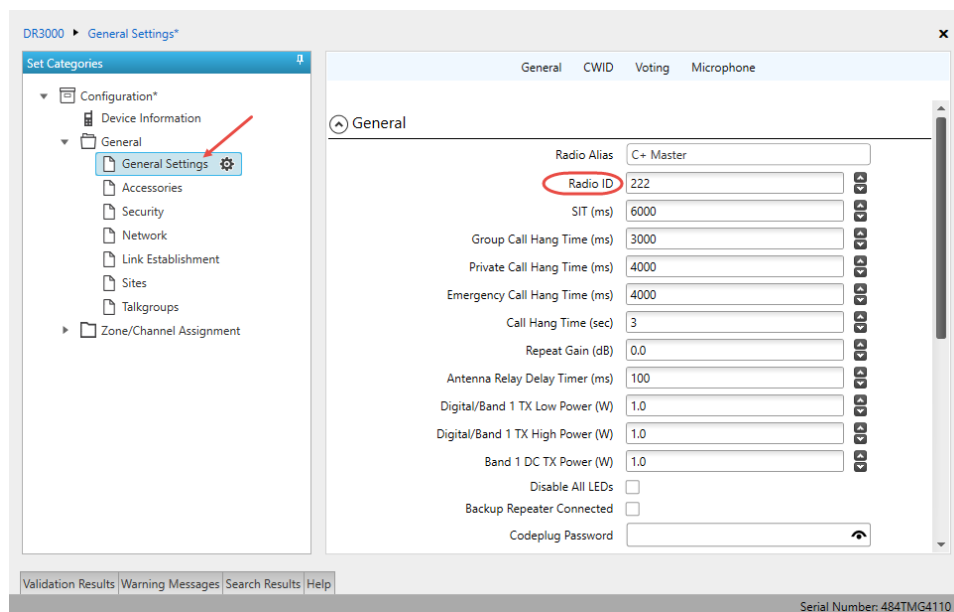 DR3000 General Settings*
Set Categories
Configuration*
Device Information
General
General Settings
Accessories
Security
Network
Link Establishment
Sites
Talkgroups
Zone/Channel Assignment
General CWID Voting Microphone
General
Radio Alias C+ Master
Radio ID 222
SIT (ms) 6000
Group Call Hang Time (ms) 3000
Private Call Hang Time (ms) 4000
Emergency Call Hang Time (ms) 4000
Call Hang Time (sec) 3
Repeat Gain (dB) 0.0
Antenna Relay Delay Timer (ms) 100
Digital/Band 1 TX Low Power (W) 1.0
Digital/Band 1 TX High Power (W) 1.0
Band 1 DC TX Power (W) 1.0
Disable All LEDs
Backup Repeater Connected
Codeplug Password
Validation Results Warning Messages Search Results Help
Serial Number: 484TMG4110